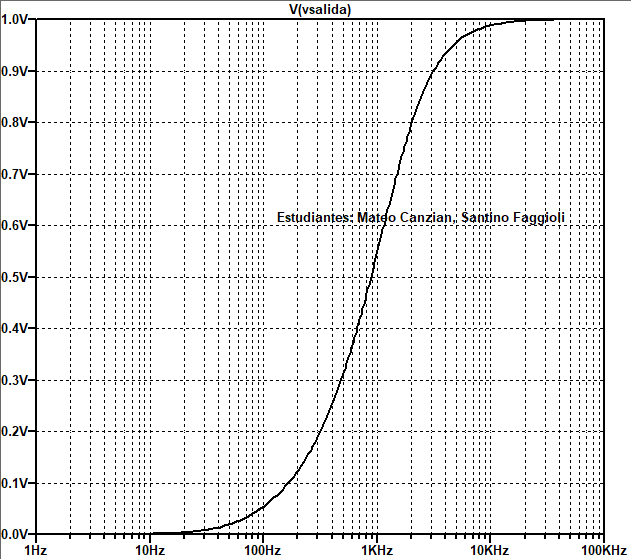 V(vsalida)
1.0V
0.9V
0.8V
0.7V
Estudiantes: Mateo Canzian, Santino Faggioli
0.6V
0.5V
0.4V
0.3V
0.2V
0.1V
0.0V
1Hz 10Hz 100Hz 1KHz 10KHz 100KHz